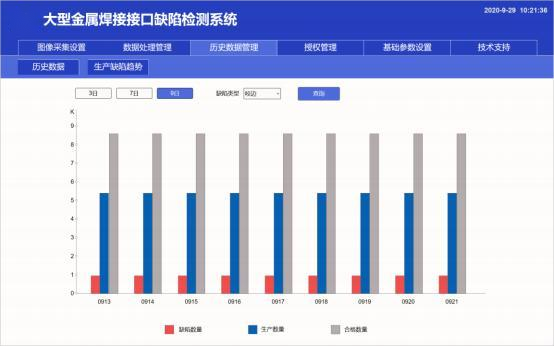 2020-9-29 10:21:36
大型金属焊接接口缺陷检测系统
图像采集设置 数据处理管理 历史数据管理 授权管理 基础参数设置 技术支持
历史数据 生产缺陷趋势
3日 7日 9日 缺陷类型 咬边 查询
K
9
8
7
6
5
4
3
2
1
0
0913 0914 0915 0916 0917 0918 0919 0920 0921
缺陷数量 生产数量 合格数量